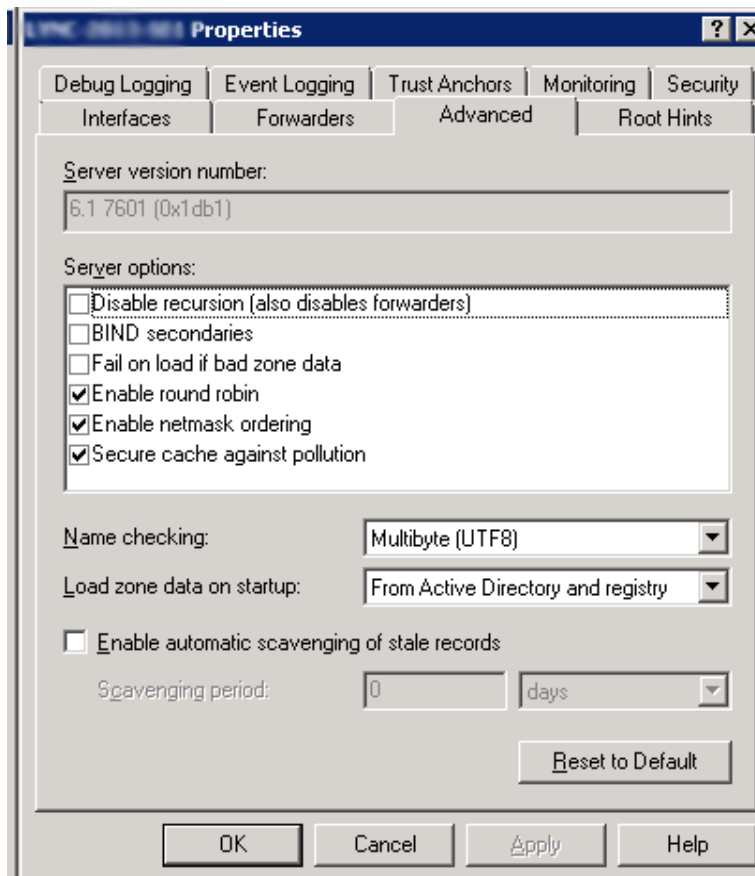 Properties
Debug Logging Event Logging Trust Anchors Monitoring Security
Interfaces Forwarders Advanced Root Hints
Server version number:
6.1 7601 (0x1db1)
Server options:
Disable recursion (also disables forwarders)
BIND secondaries
Fail on load if bad zone data
Enable round robin
Enable netmask ordering
Secure cache against pollution
Name checking: Multibyte (UTF8)
Load zone data on startup: From Active Directory and registry
Enable automatic scavenging of stale records
Scavenging period: 0 days
Reset to Default
OK Cancel Apply Help